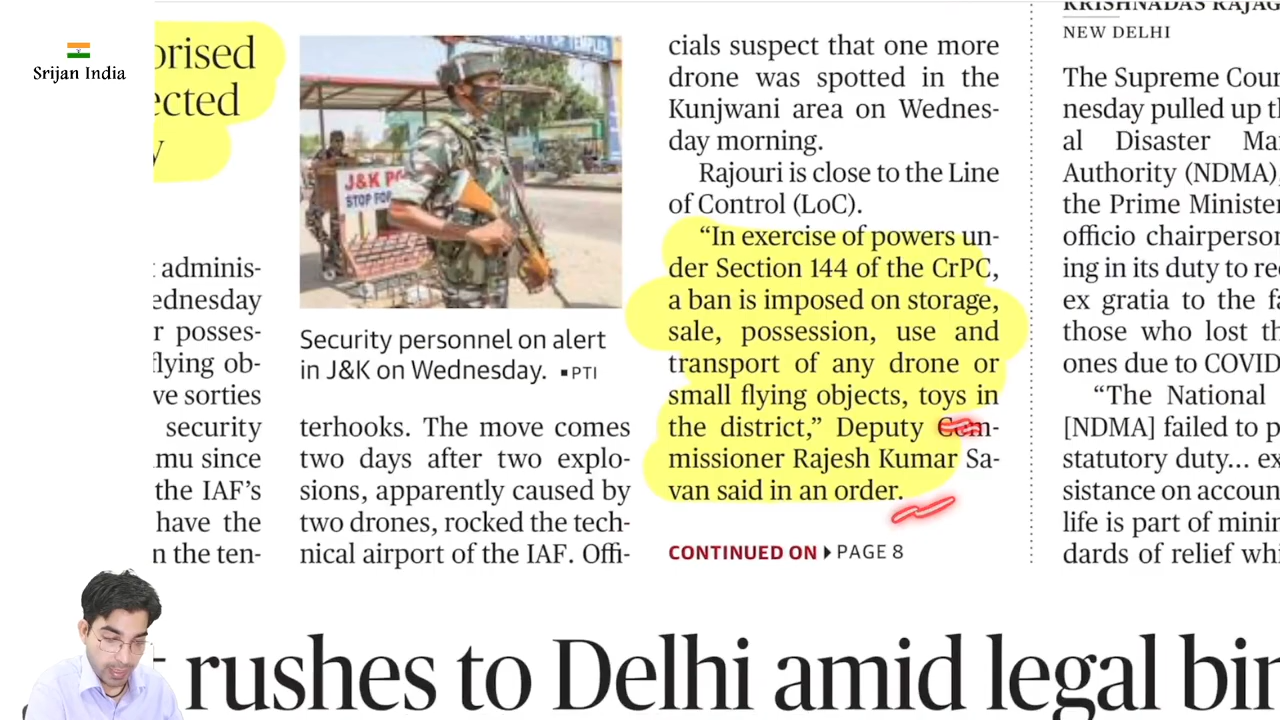 Srijan India
orised
ected
y
t adminis-
ednesday
r posses-
flying ob-
ve sorties
security
mu since
the IAF’s
have the
n the ten-
CITY OF TEMPLES
J&K PO
STOP FOR
Security personnel on alert
in J&K on Wednesday. ▪PTI
terhooks. The move comes
two days after two explo-
sions, apparently caused by
two drones, rocked the tech-
nical airport of the IAF. Offi-
cials suspect that one more
drone was spotted in the
Kunjwani area on Wednes-
day morning.
Rajouri is close to the Line
of Control (LoC).
“In exercise of powers un-
der Section 144 of the CrPC,
a ban is imposed on storage,
sale, possession, use and
transport of any drone or
small flying objects, toys in
the district,” Deputy Com-
missioner Rajesh Kumar Sa-
van said in an order.
CONTINUED ON ▶ PAGE 8
KRISHNADAS RAJAG
NEW DELHI
The Supreme Cour
nesday pulled up th
al Disaster Ma
Authority (NDMA),
the Prime Minister
officio chairperson
ing in its duty to re
ex gratia to the fa
those who lost th
ones due to COVID
“The National
[NDMA] failed to p
statutory duty... ex
sistance on accoun
life is part of minim
dards of relief whi
t rushes to Delhi amid legal bin